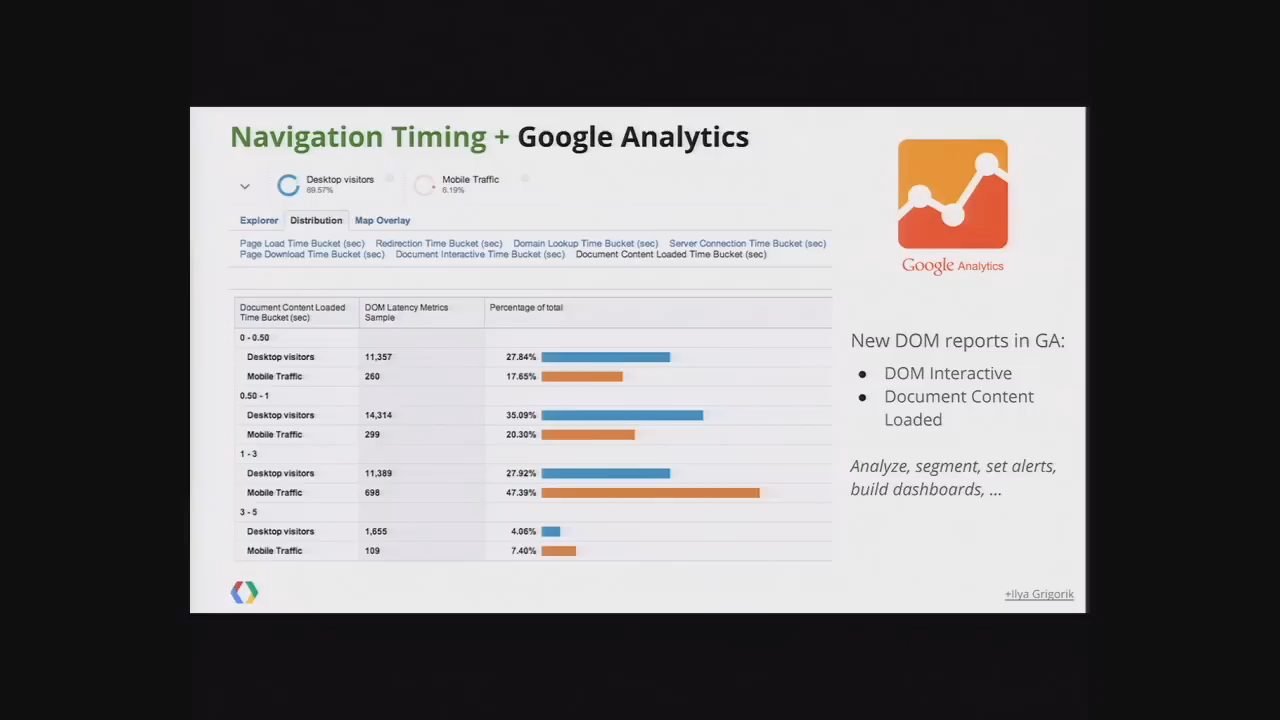 Navigation Timing + Google Analytics
Desktop visitors
89.57%
Mobile Traffic
6.19%
Explorer Distribution Map Overlay
Page Load Time Bucket (sec) Redirection Time Bucket (sec) Domain Lookup Time Bucket (sec) Server Connection Time Bucket (sec)
Page Download Time Bucket (sec) Document Interactive Time Bucket (sec) Document Content Loaded Time Bucket (sec)
Document Content Loaded Time Bucket (sec) DOM Latency Metrics Sample Percentage of total
0 - 0.50
Desktop visitors 11,357 27.84%
Mobile Traffic 260 17.65%
0.50 - 1
Desktop visitors 14,314 35.09%
Mobile Traffic 299 20.30%
1 - 3
Desktop visitors 11,389 27.92%
Mobile Traffic 698 47.39%
3 - 5
Desktop visitors 1,655 4.06%
Mobile Traffic 109 7.40%
Google Analytics
New DOM reports in GA:
● DOM Interactive
● Document Content
Loaded
Analyze, segment, set alerts,
build dashboards, ...
+Ilya Grigorik